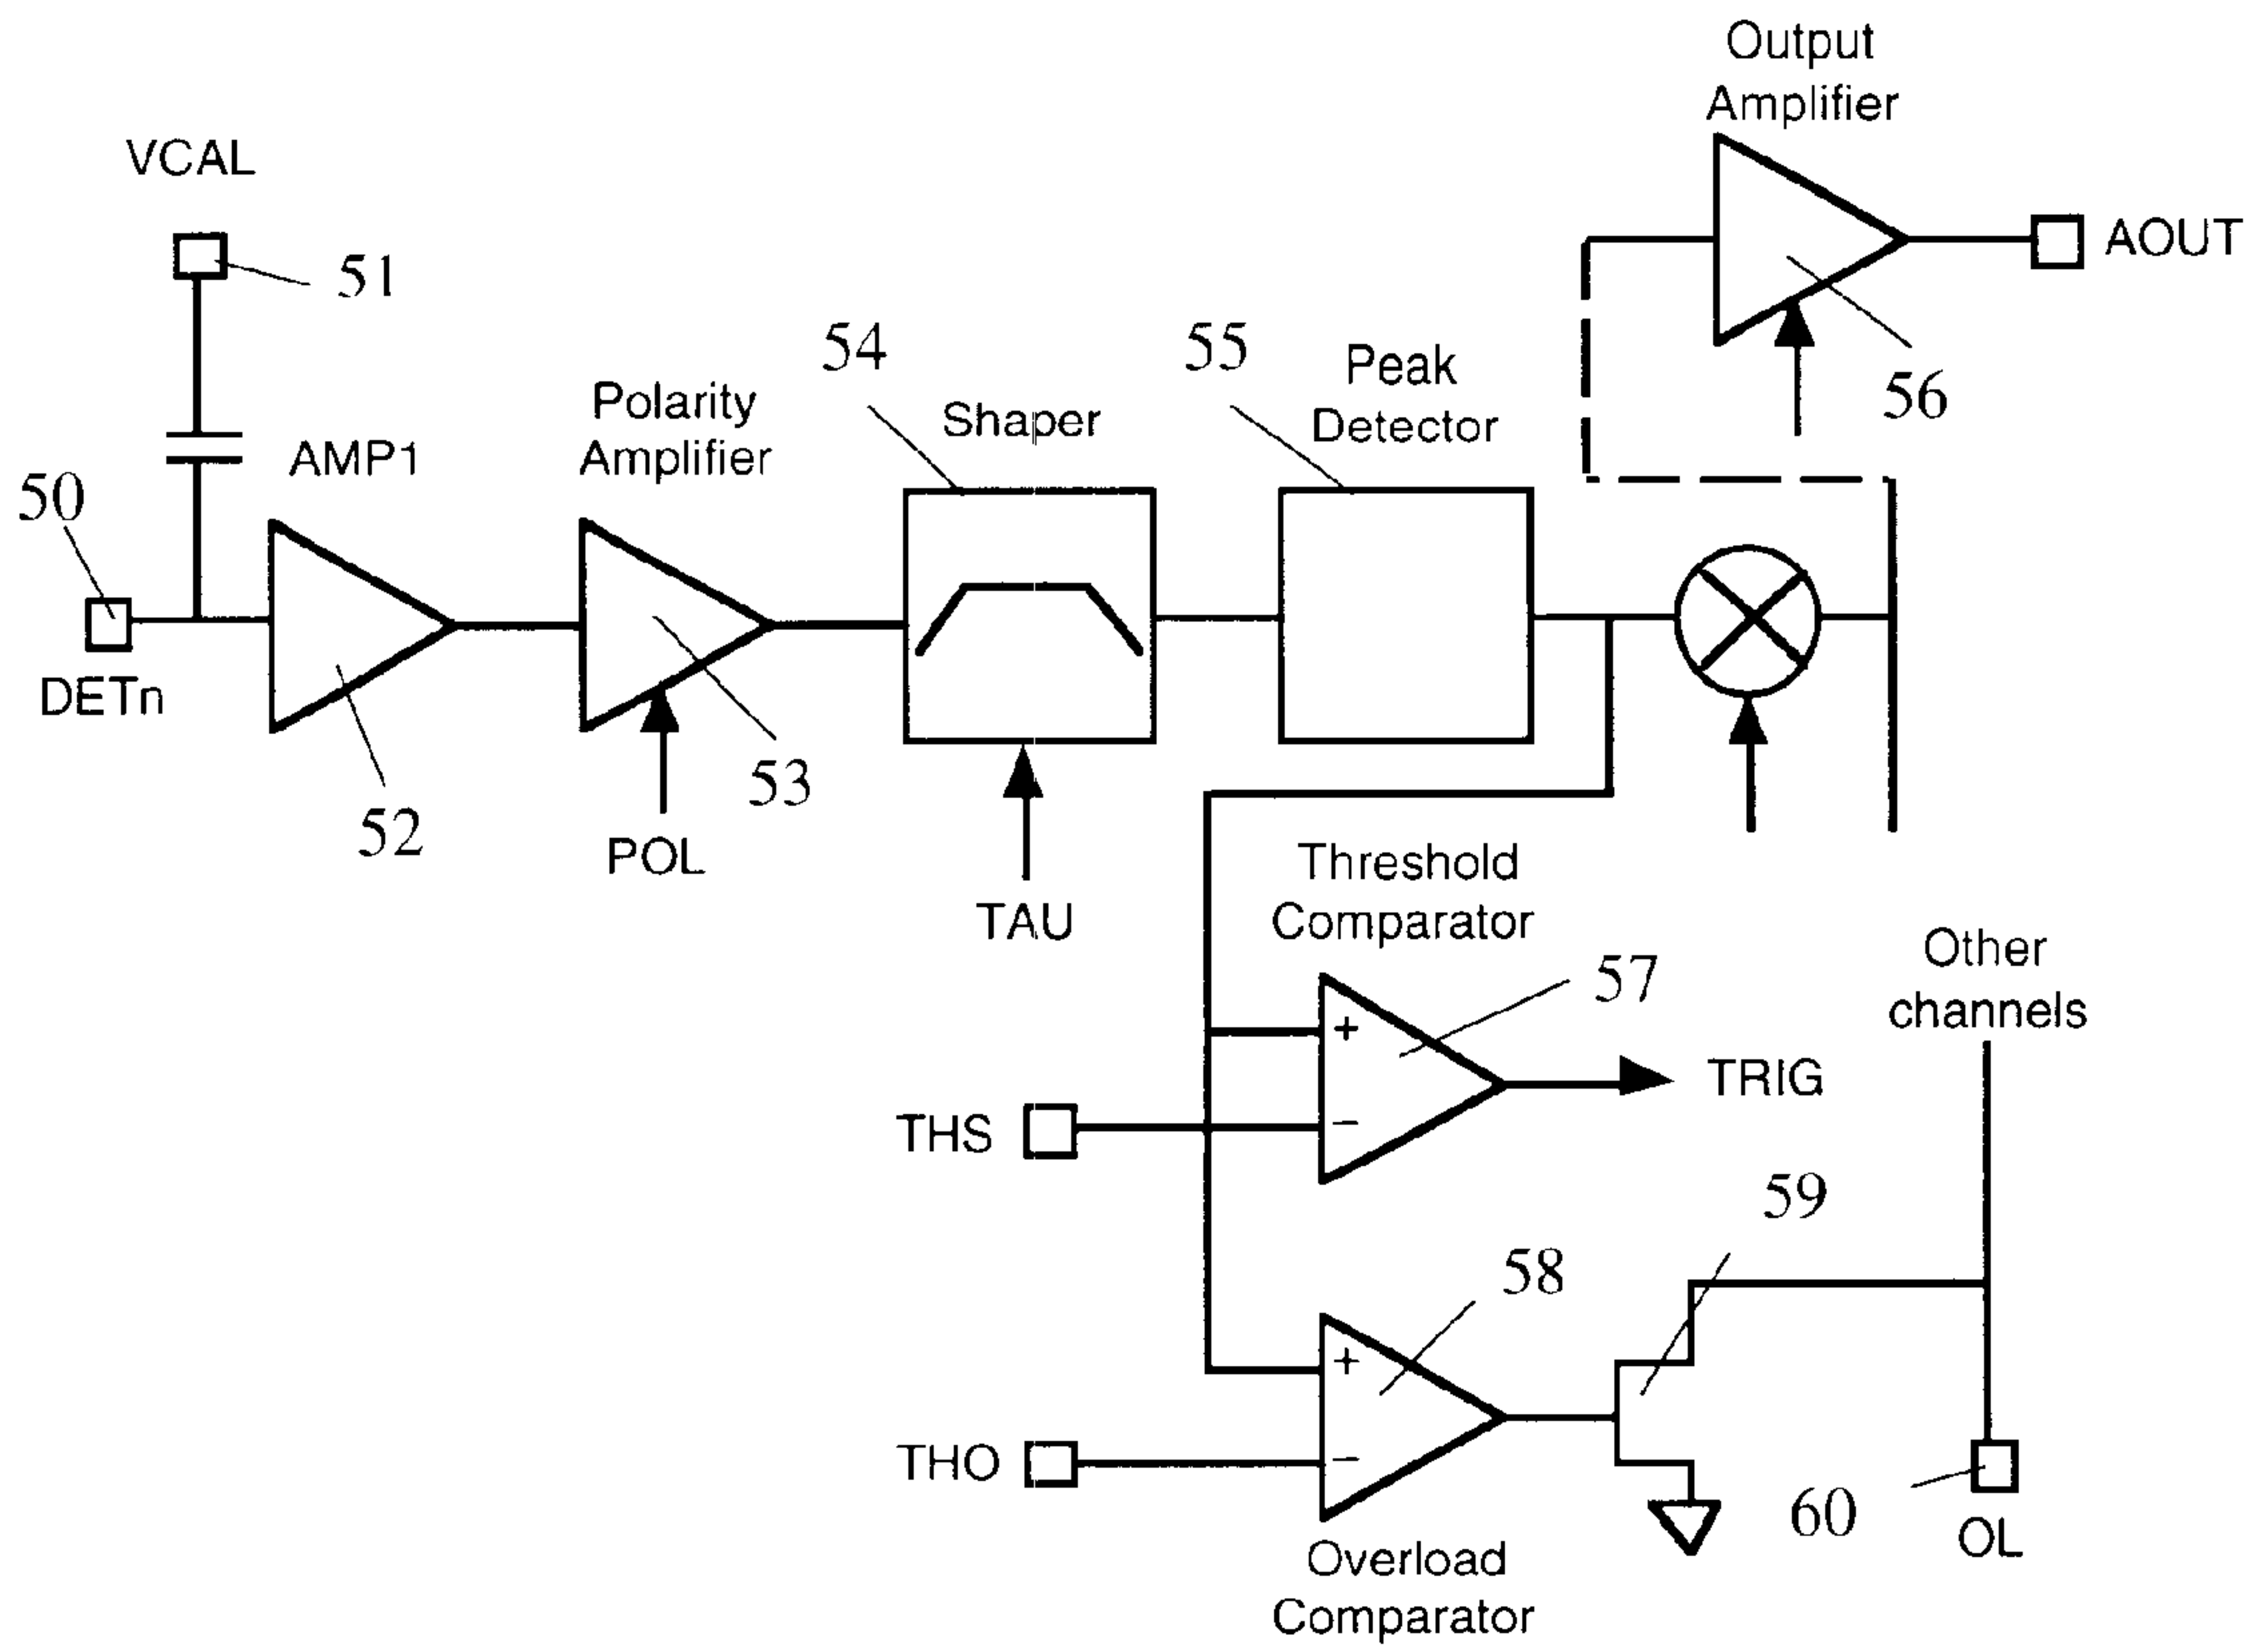 Output
Amplifier
VCAL
51
AOUT
54
55
Peak
Detector
56
Polarity
Amplifier
Shaper
AMP1
50
DETn
52
53
POL
TAU
Threshold
Comparator
57
Other
channels
+
−
TRIG
THS
59
58
+
−
THO
60
OL
Overload
Comparator